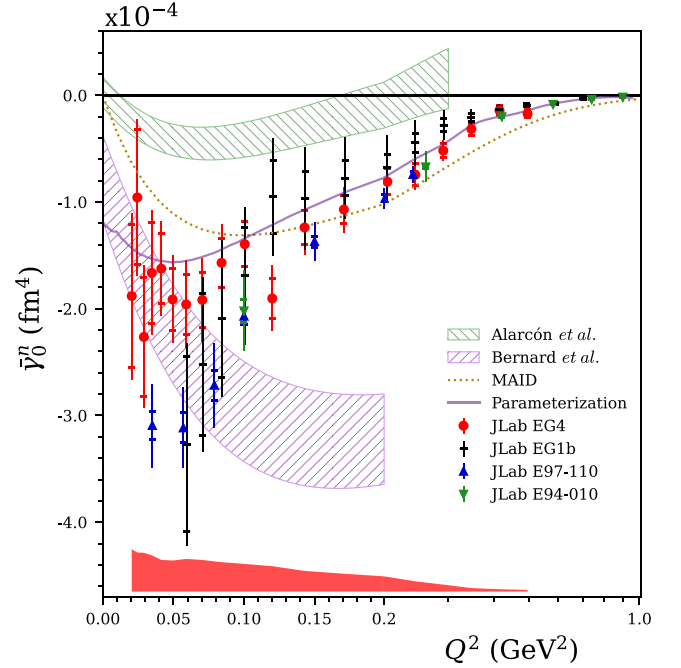 x10⁻⁴
0.0
-1.0
-2.0
-3.0
-4.0
γ̄₀ⁿ (fm⁴)
Alarcón et al.
Bernard et al.
MAID
Parameterization
JLab EG4
JLab EG1b
JLab E97-110
JLab E94-010
0.00 0.05 0.10 0.15 0.2 1.0
Q² (GeV²)